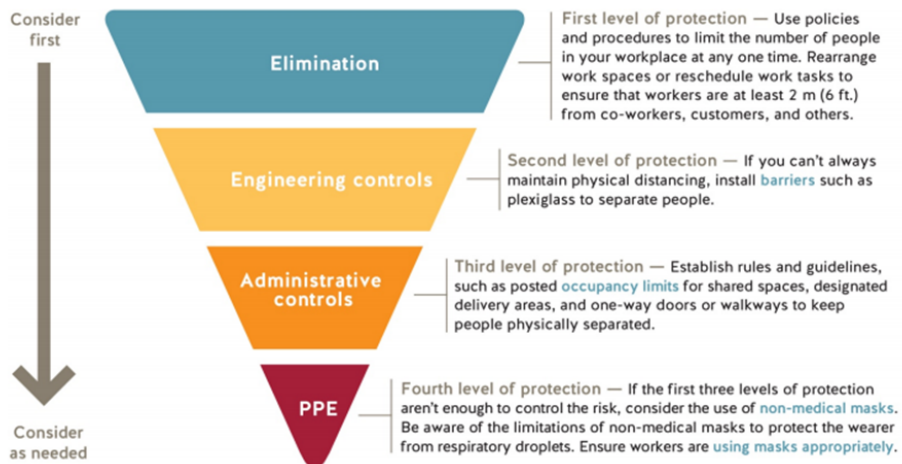 Consider
first
Elimination
First level of protection — Use policies
and procedures to limit the number of people
in your workplace at any one time. Rearrange
work spaces or reschedule work tasks to
ensure that workers are at least 2 m (6 ft.)
from co-workers, customers, and others.
Engineering controls
Second level of protection — If you can't always
maintain physical distancing, install barriers such as
plexiglass to separate people.
Administrative
controls
Third level of protection — Establish rules and guidelines,
such as posted occupancy limits for shared spaces, designated
delivery areas, and one-way doors or walkways to keep
people physically separated.
PPE
Fourth level of protection — If the first three levels of protection
aren't enough to control the risk, consider the use of non-medical masks.
Be aware of the limitations of non-medical masks to protect the wearer
from respiratory droplets. Ensure workers are using masks appropriately.
Consider
as needed